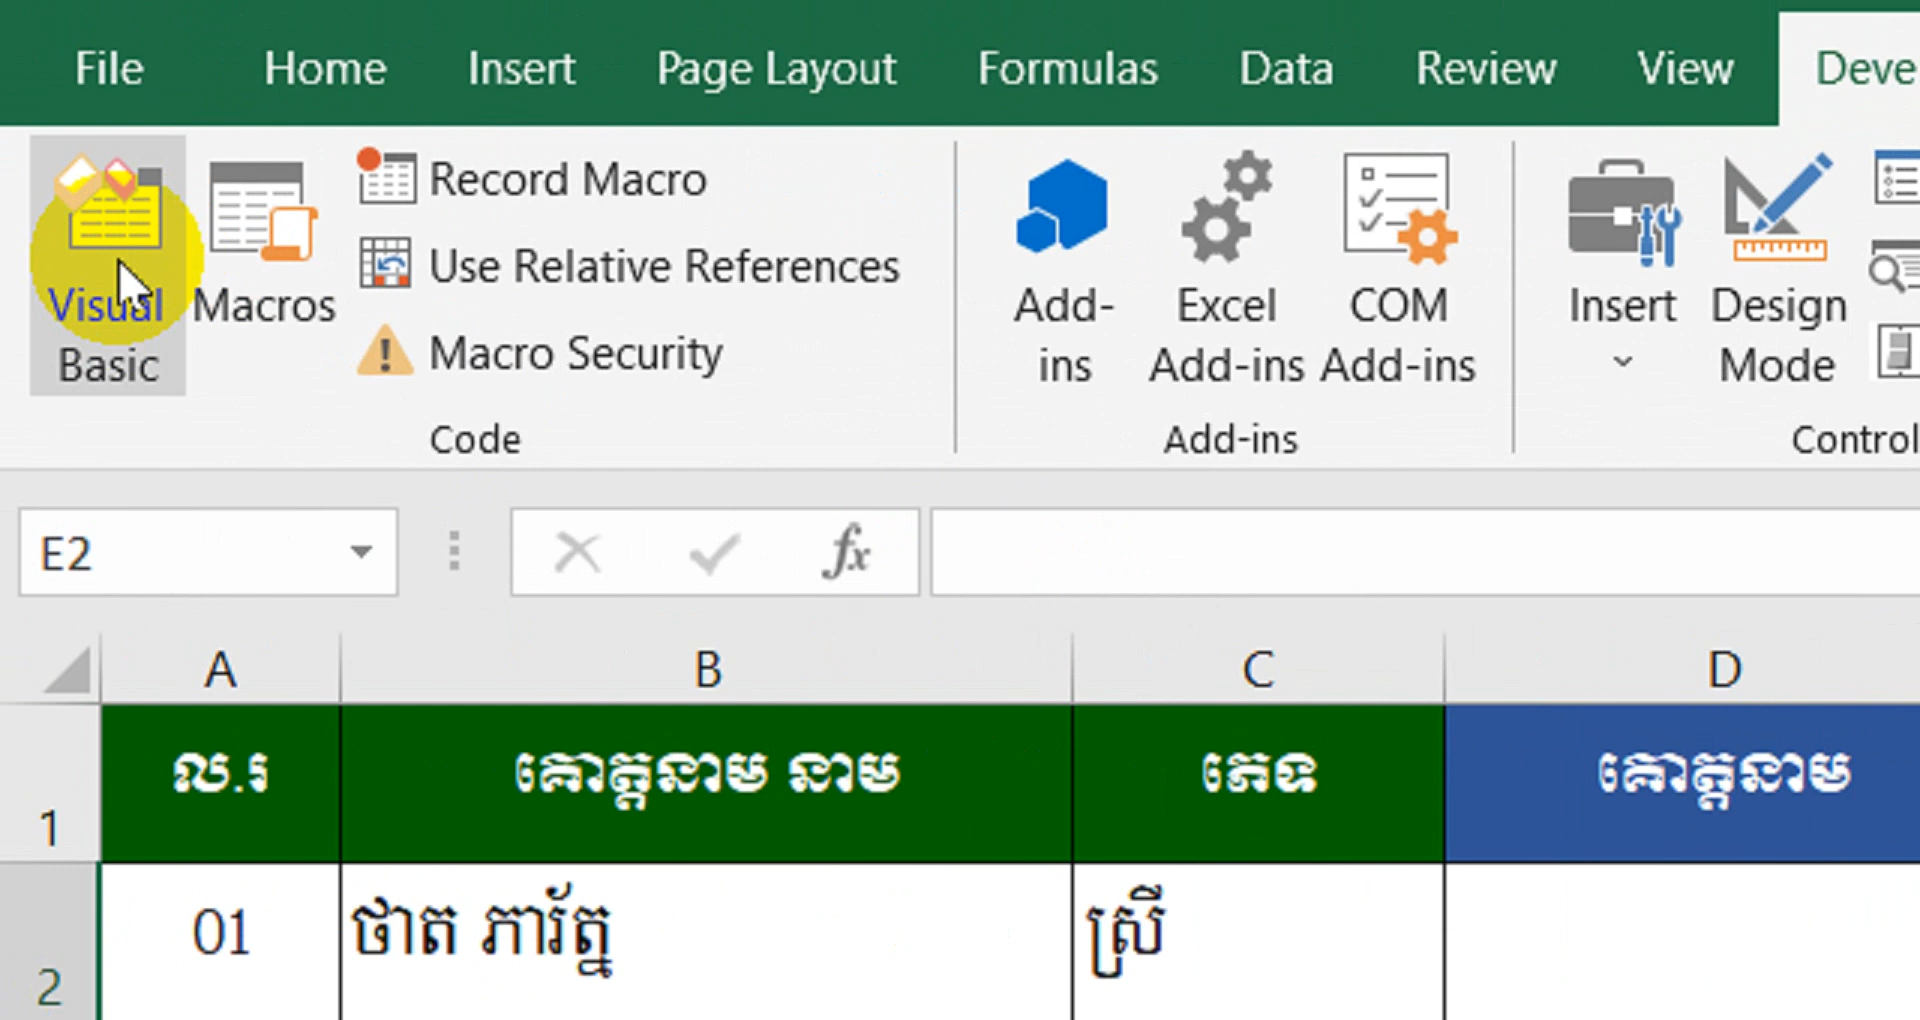 File Home Insert Page Layout Formulas Data Review View Deve
Visual Basic
Macros
Record Macro
Use Relative References
Macro Security
Code
Add-ins
Excel Add-ins
COM Add-ins
Add-ins
Insert
Design Mode
Control
E2
fx
A B C D
1 ល.រ គោត្តនាម នាម ភេទ គោត្តនាម
2 01 ថាត ភារ័ត្ន ស្រី